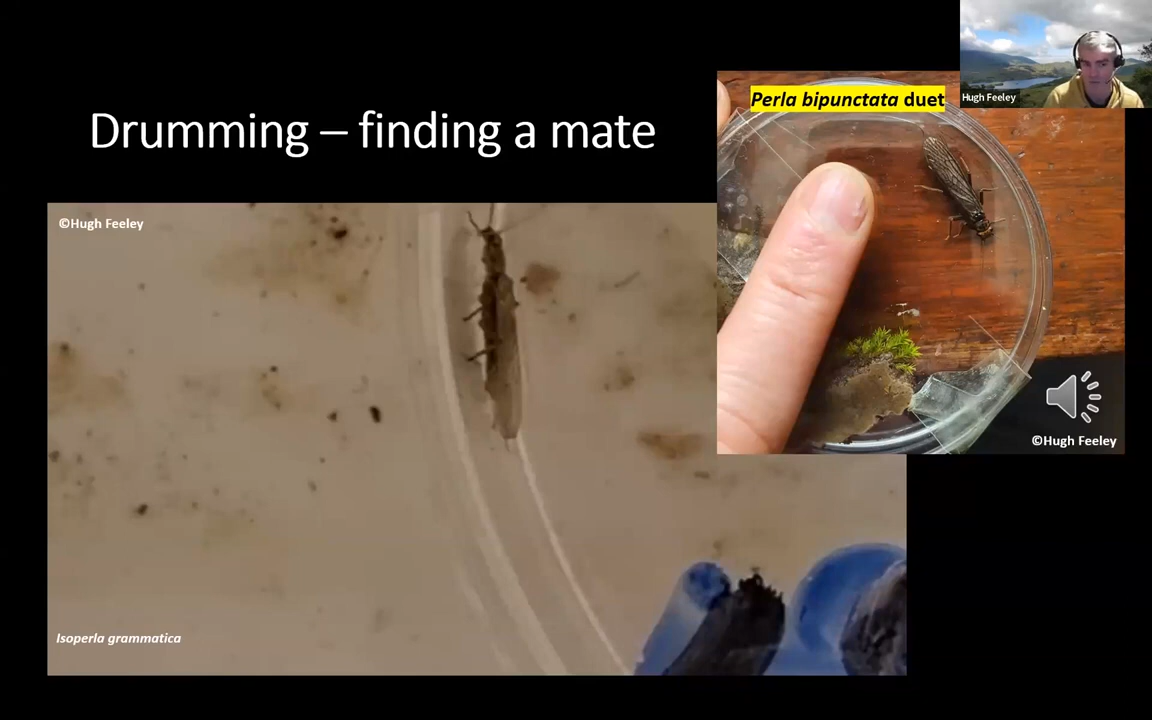 Hugh Feeley
Perla bipunctata duet
Drumming – finding a mate
©Hugh Feeley
©Hugh Feeley
Isoperla grammatica